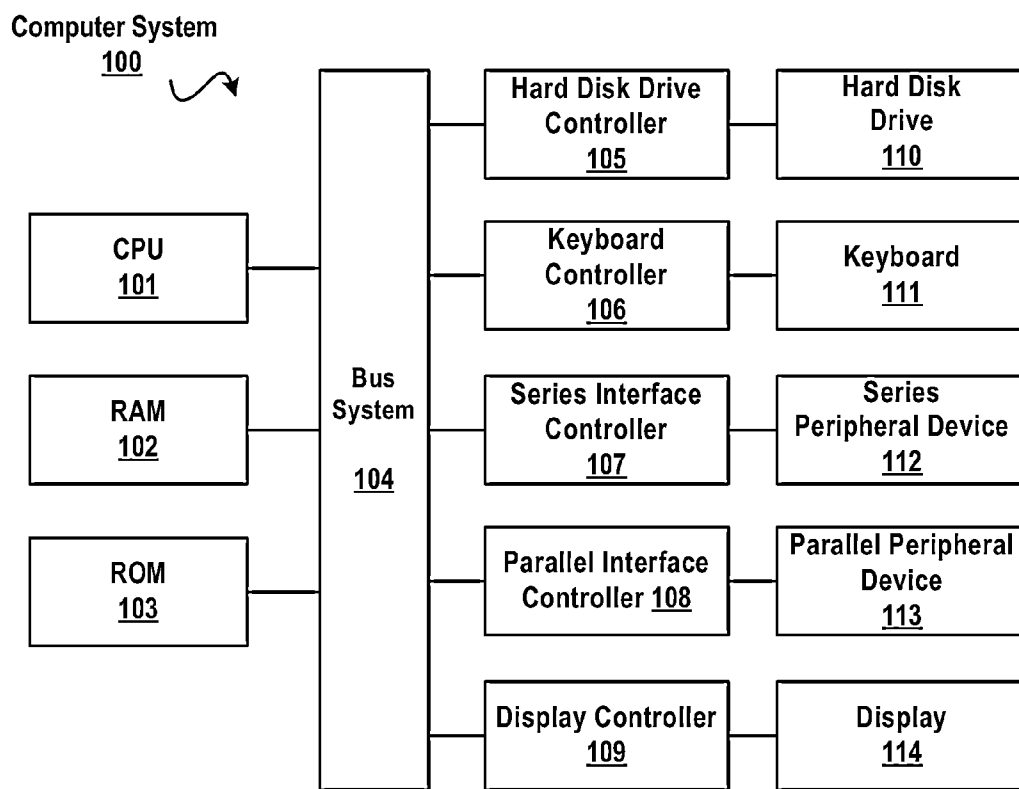 Computer System
100
CPU
101
RAM
102
ROM
103
Bus
System
104
Hard Disk Drive
Controller
105
Keyboard
Controller
106
Series Interface
Controller
107
Parallel Interface
Controller 108
Display Controller
109
Hard Disk
Drive
110
Keyboard
111
Series
Peripheral Device
112
Parallel Peripheral
Device
113
Display
114